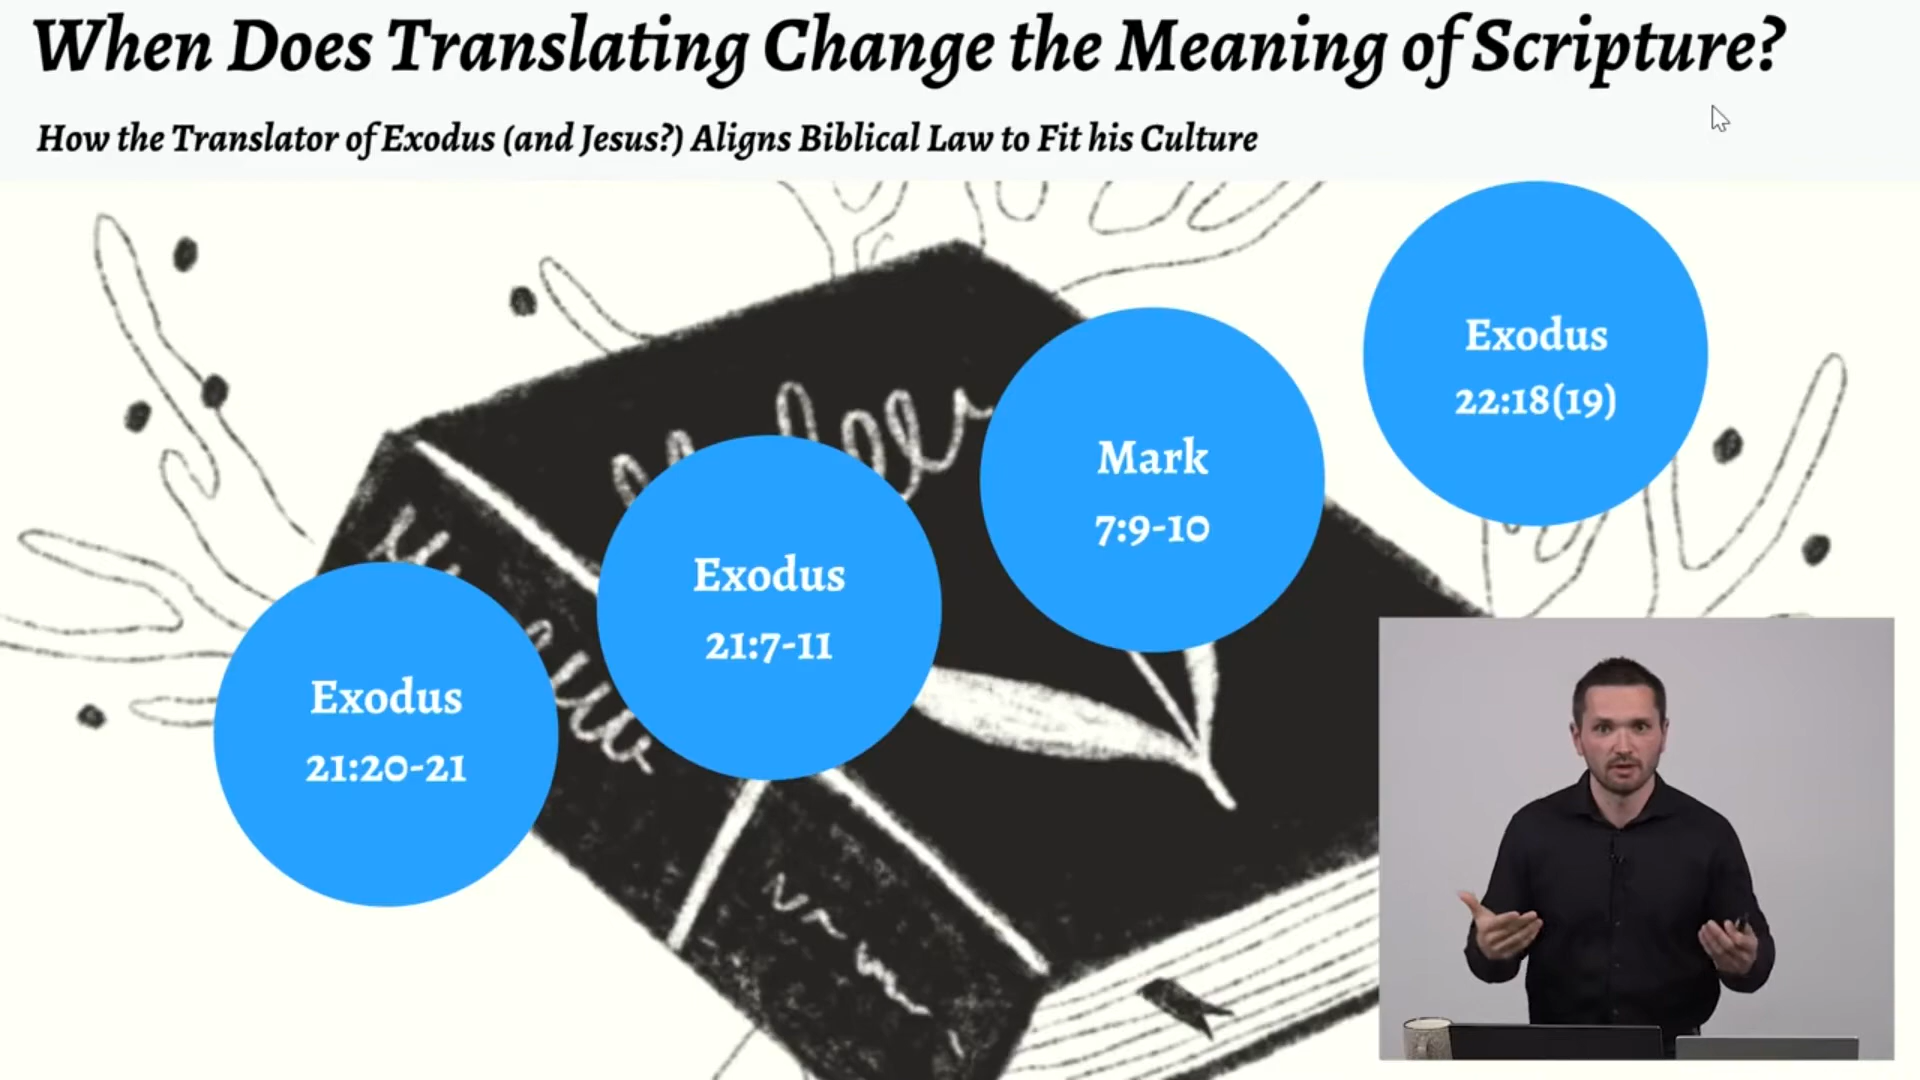 When Does Translating Change the Meaning of Scripture?
How the Translator of Exodus (and Jesus?) Aligns Biblical Law to Fit his Culture
Exodus
21:20-21
Exodus
21:7-11
Mark
7:9-10
Exodus
22:18(19)